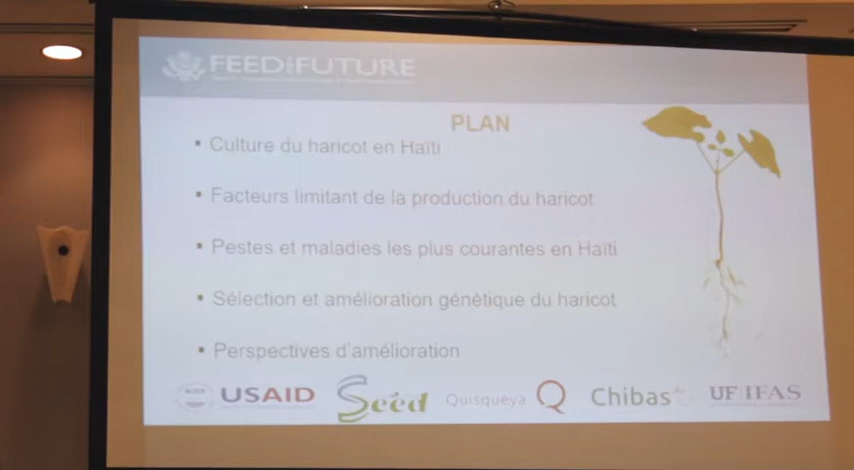 FEED THE FUTURE
PLAN
• Culture du haricot en Haïti
• Facteurs limitant de la production du haricot
• Pestes et maladies les plus courantes en Haïti
• Sélection et amélioration génétique du haricot
• Perspectives d'amélioration
USAID Seed Quisqueya Q Chibas UF IFAS